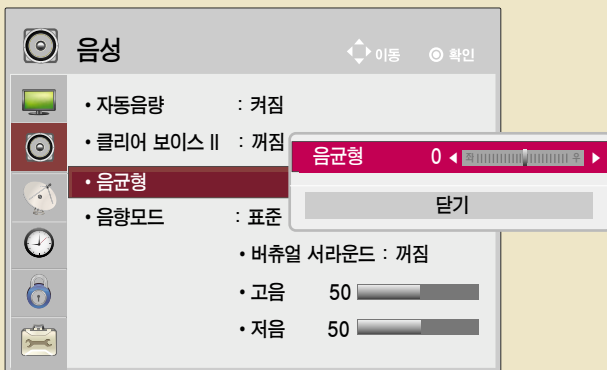 음성
이동 확인
• 자동음량 : 켜짐
• 클리어 보이스 II : 꺼짐
음균형 0 좌 우
• 음균형
닫기
• 음향모드 : 표준
• 버츄얼 서라운드 : 꺼짐
• 고음 50
• 저음 50